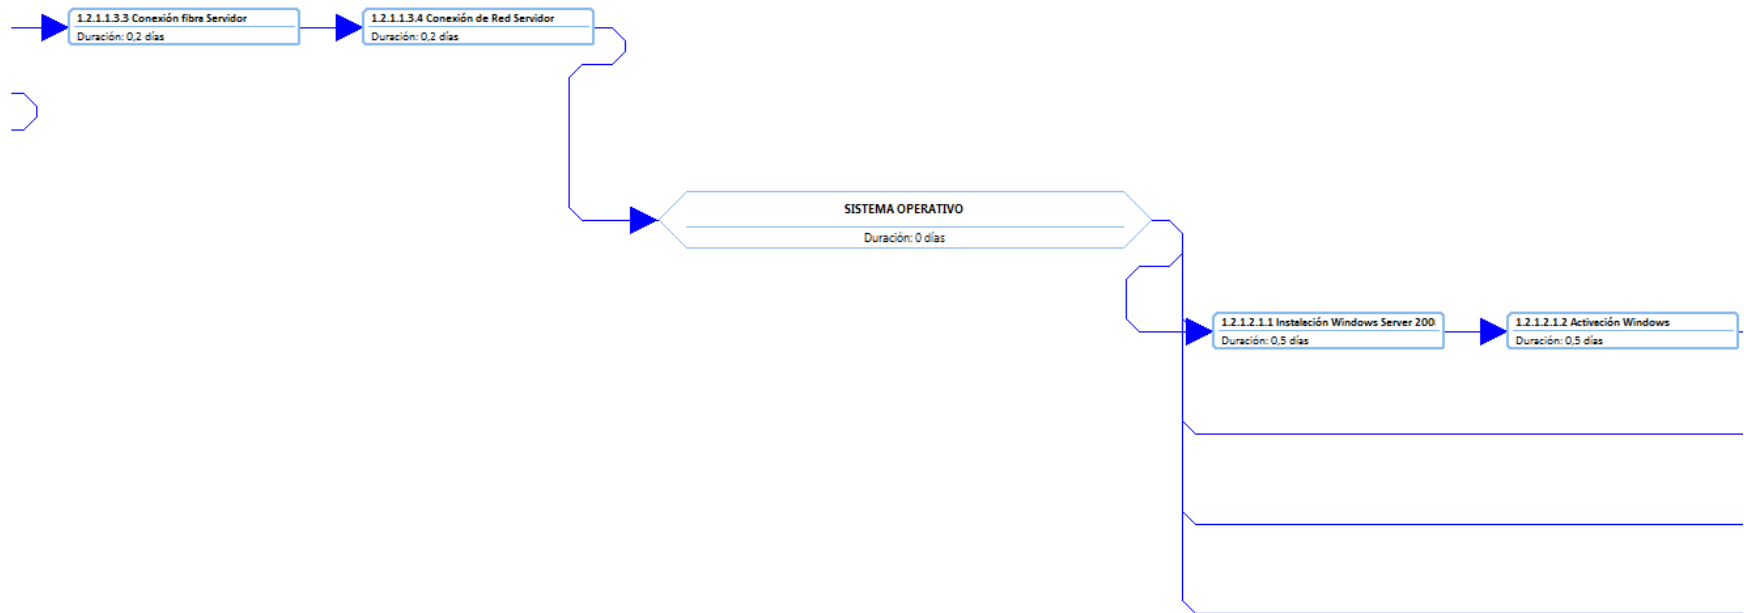 1.2.1.1.3.3 Conexión fibra Servidor
Duración: 0,2 días
1.2.1.1.3.4 Conexión de Red Servidor
Duración: 0,2 días
SISTEMA OPERATIVO
Duración: 0 días
1.2.1.2.1.1 Instalación Windows Server 200
Duración: 0,5 días
1.2.1.2.1.2 Activación Windows
Duración: 0,5 días